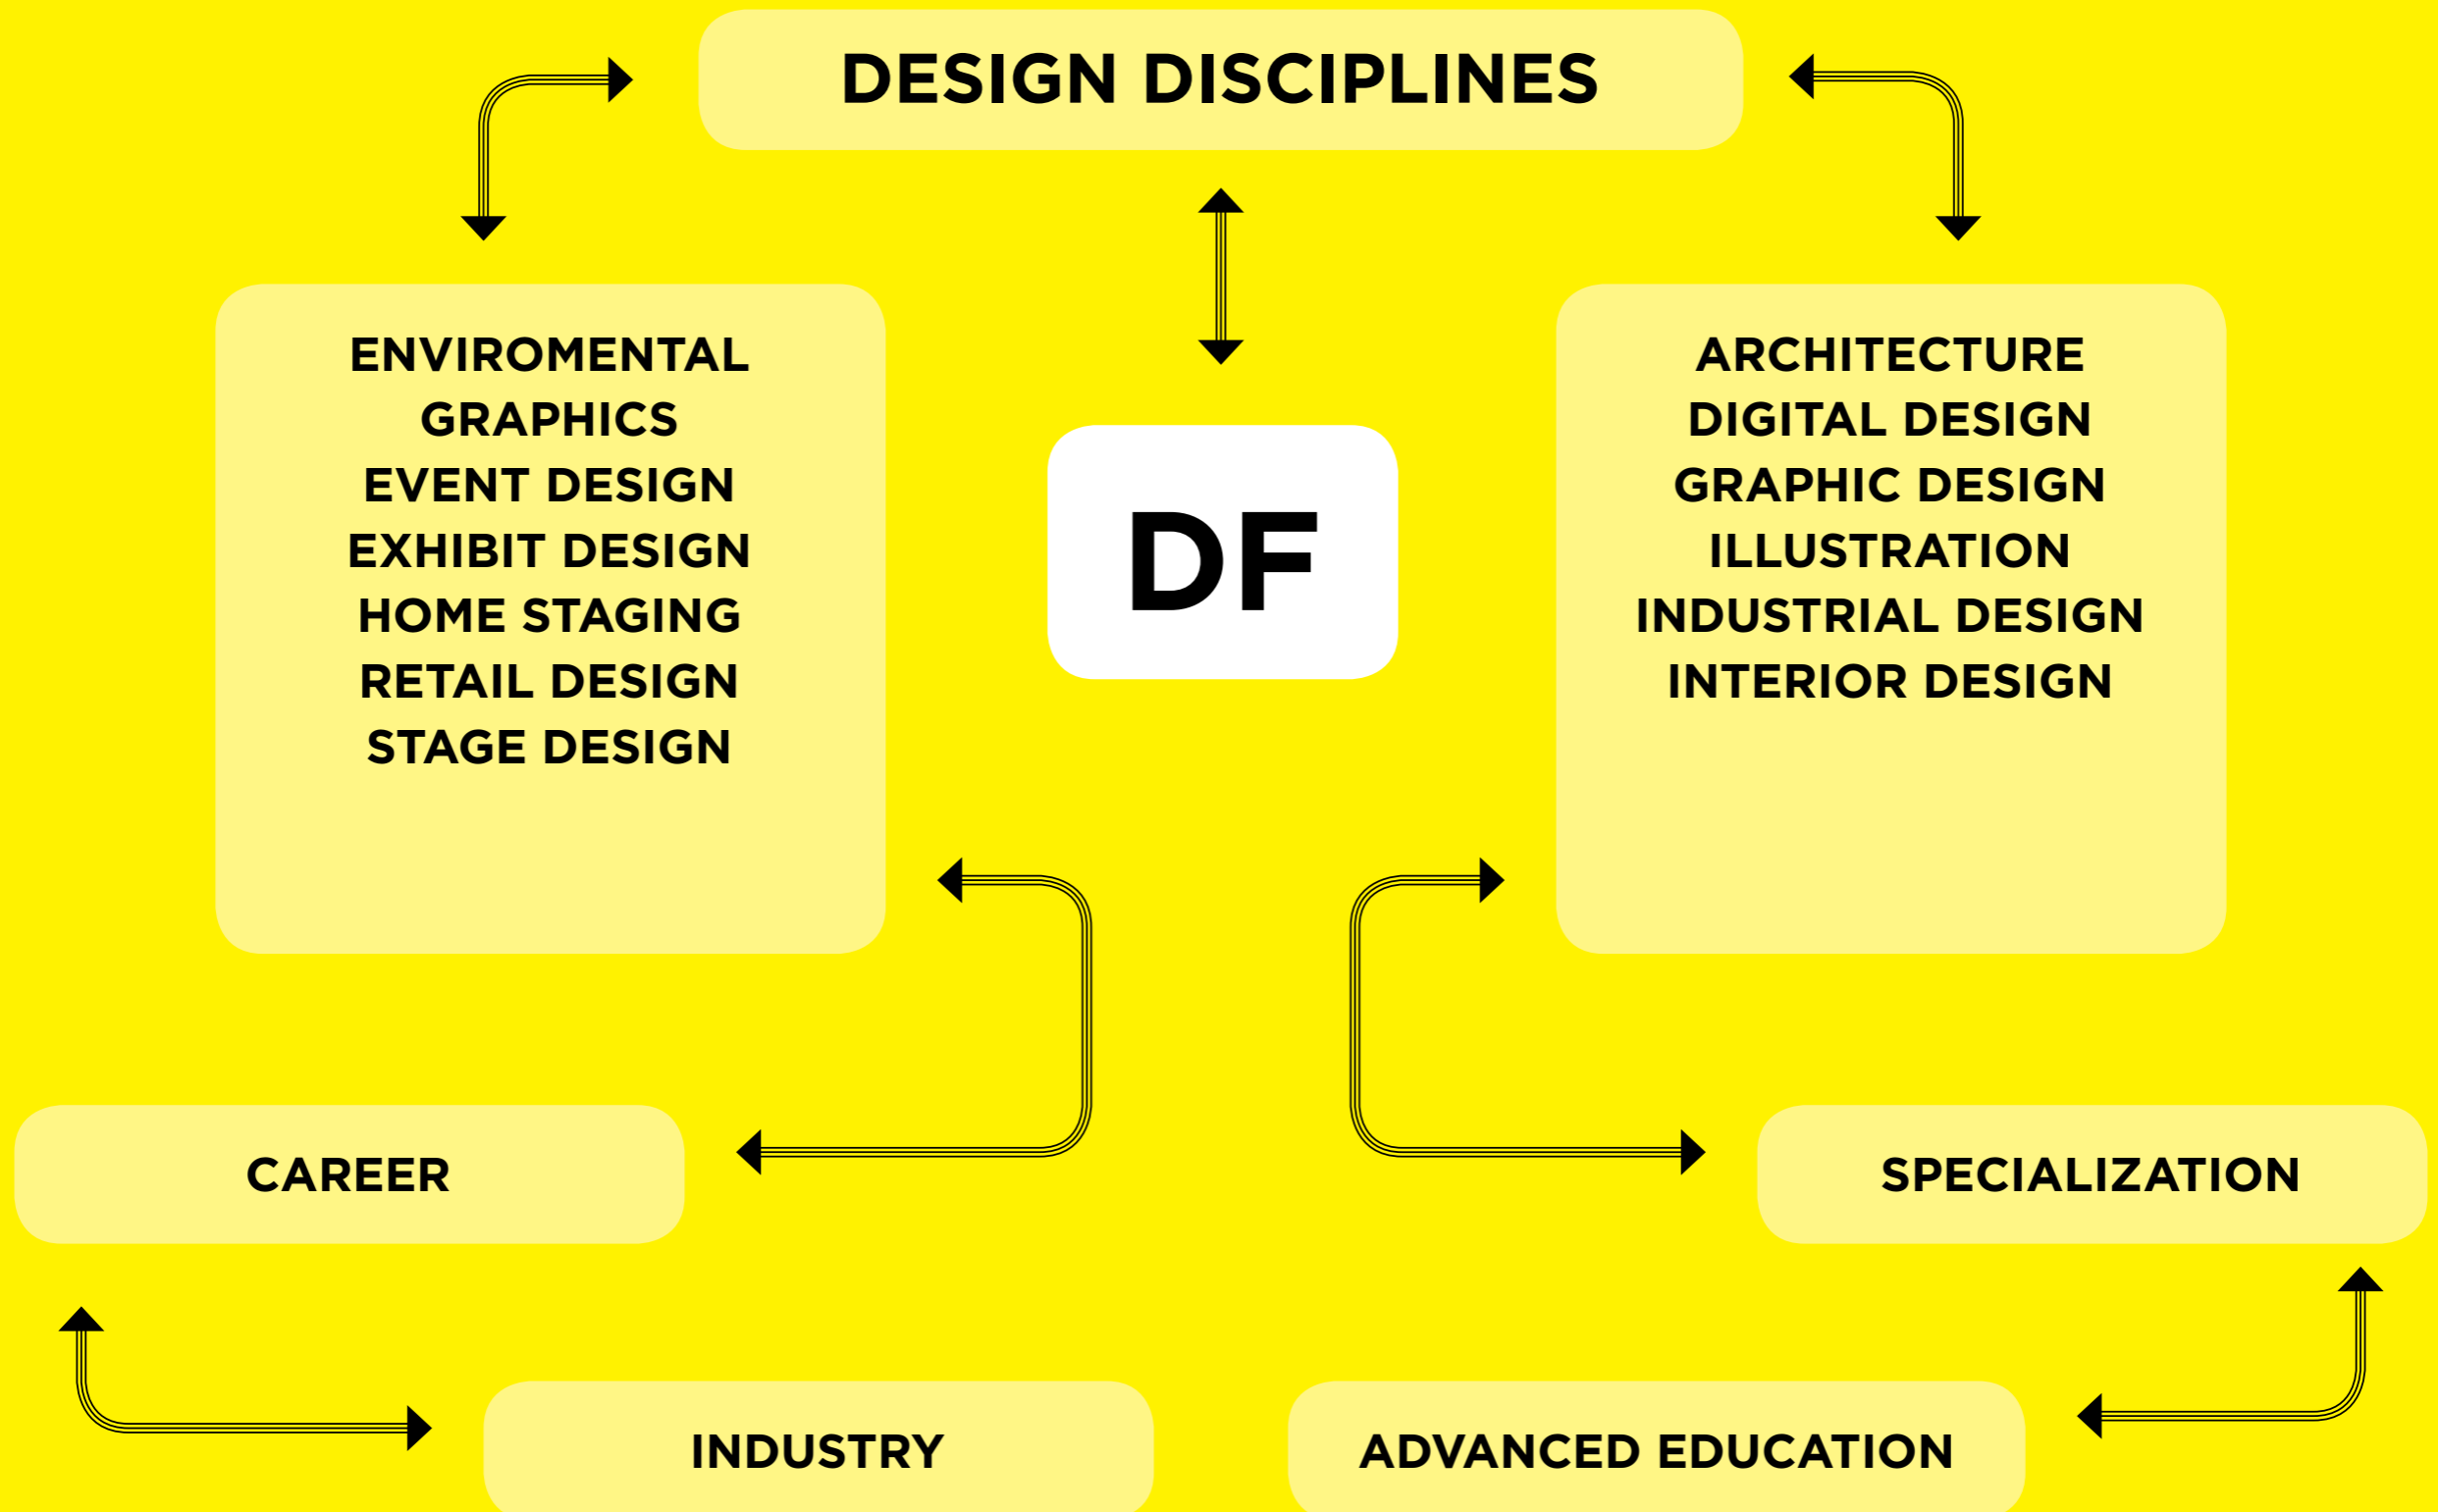 DESIGN DISCIPLINES
ENVIROMENTAL
GRAPHICS
EVENT DESIGN
EXHIBIT DESIGN
HOME STAGING
RETAIL DESIGN
STAGE DESIGN
DF
ARCHITECTURE
DIGITAL DESIGN
GRAPHIC DESIGN
ILLUSTRATION
INDUSTRIAL DESIGN
INTERIOR DESIGN
CAREER
SPECIALIZATION
INDUSTRY
ADVANCED EDUCATION